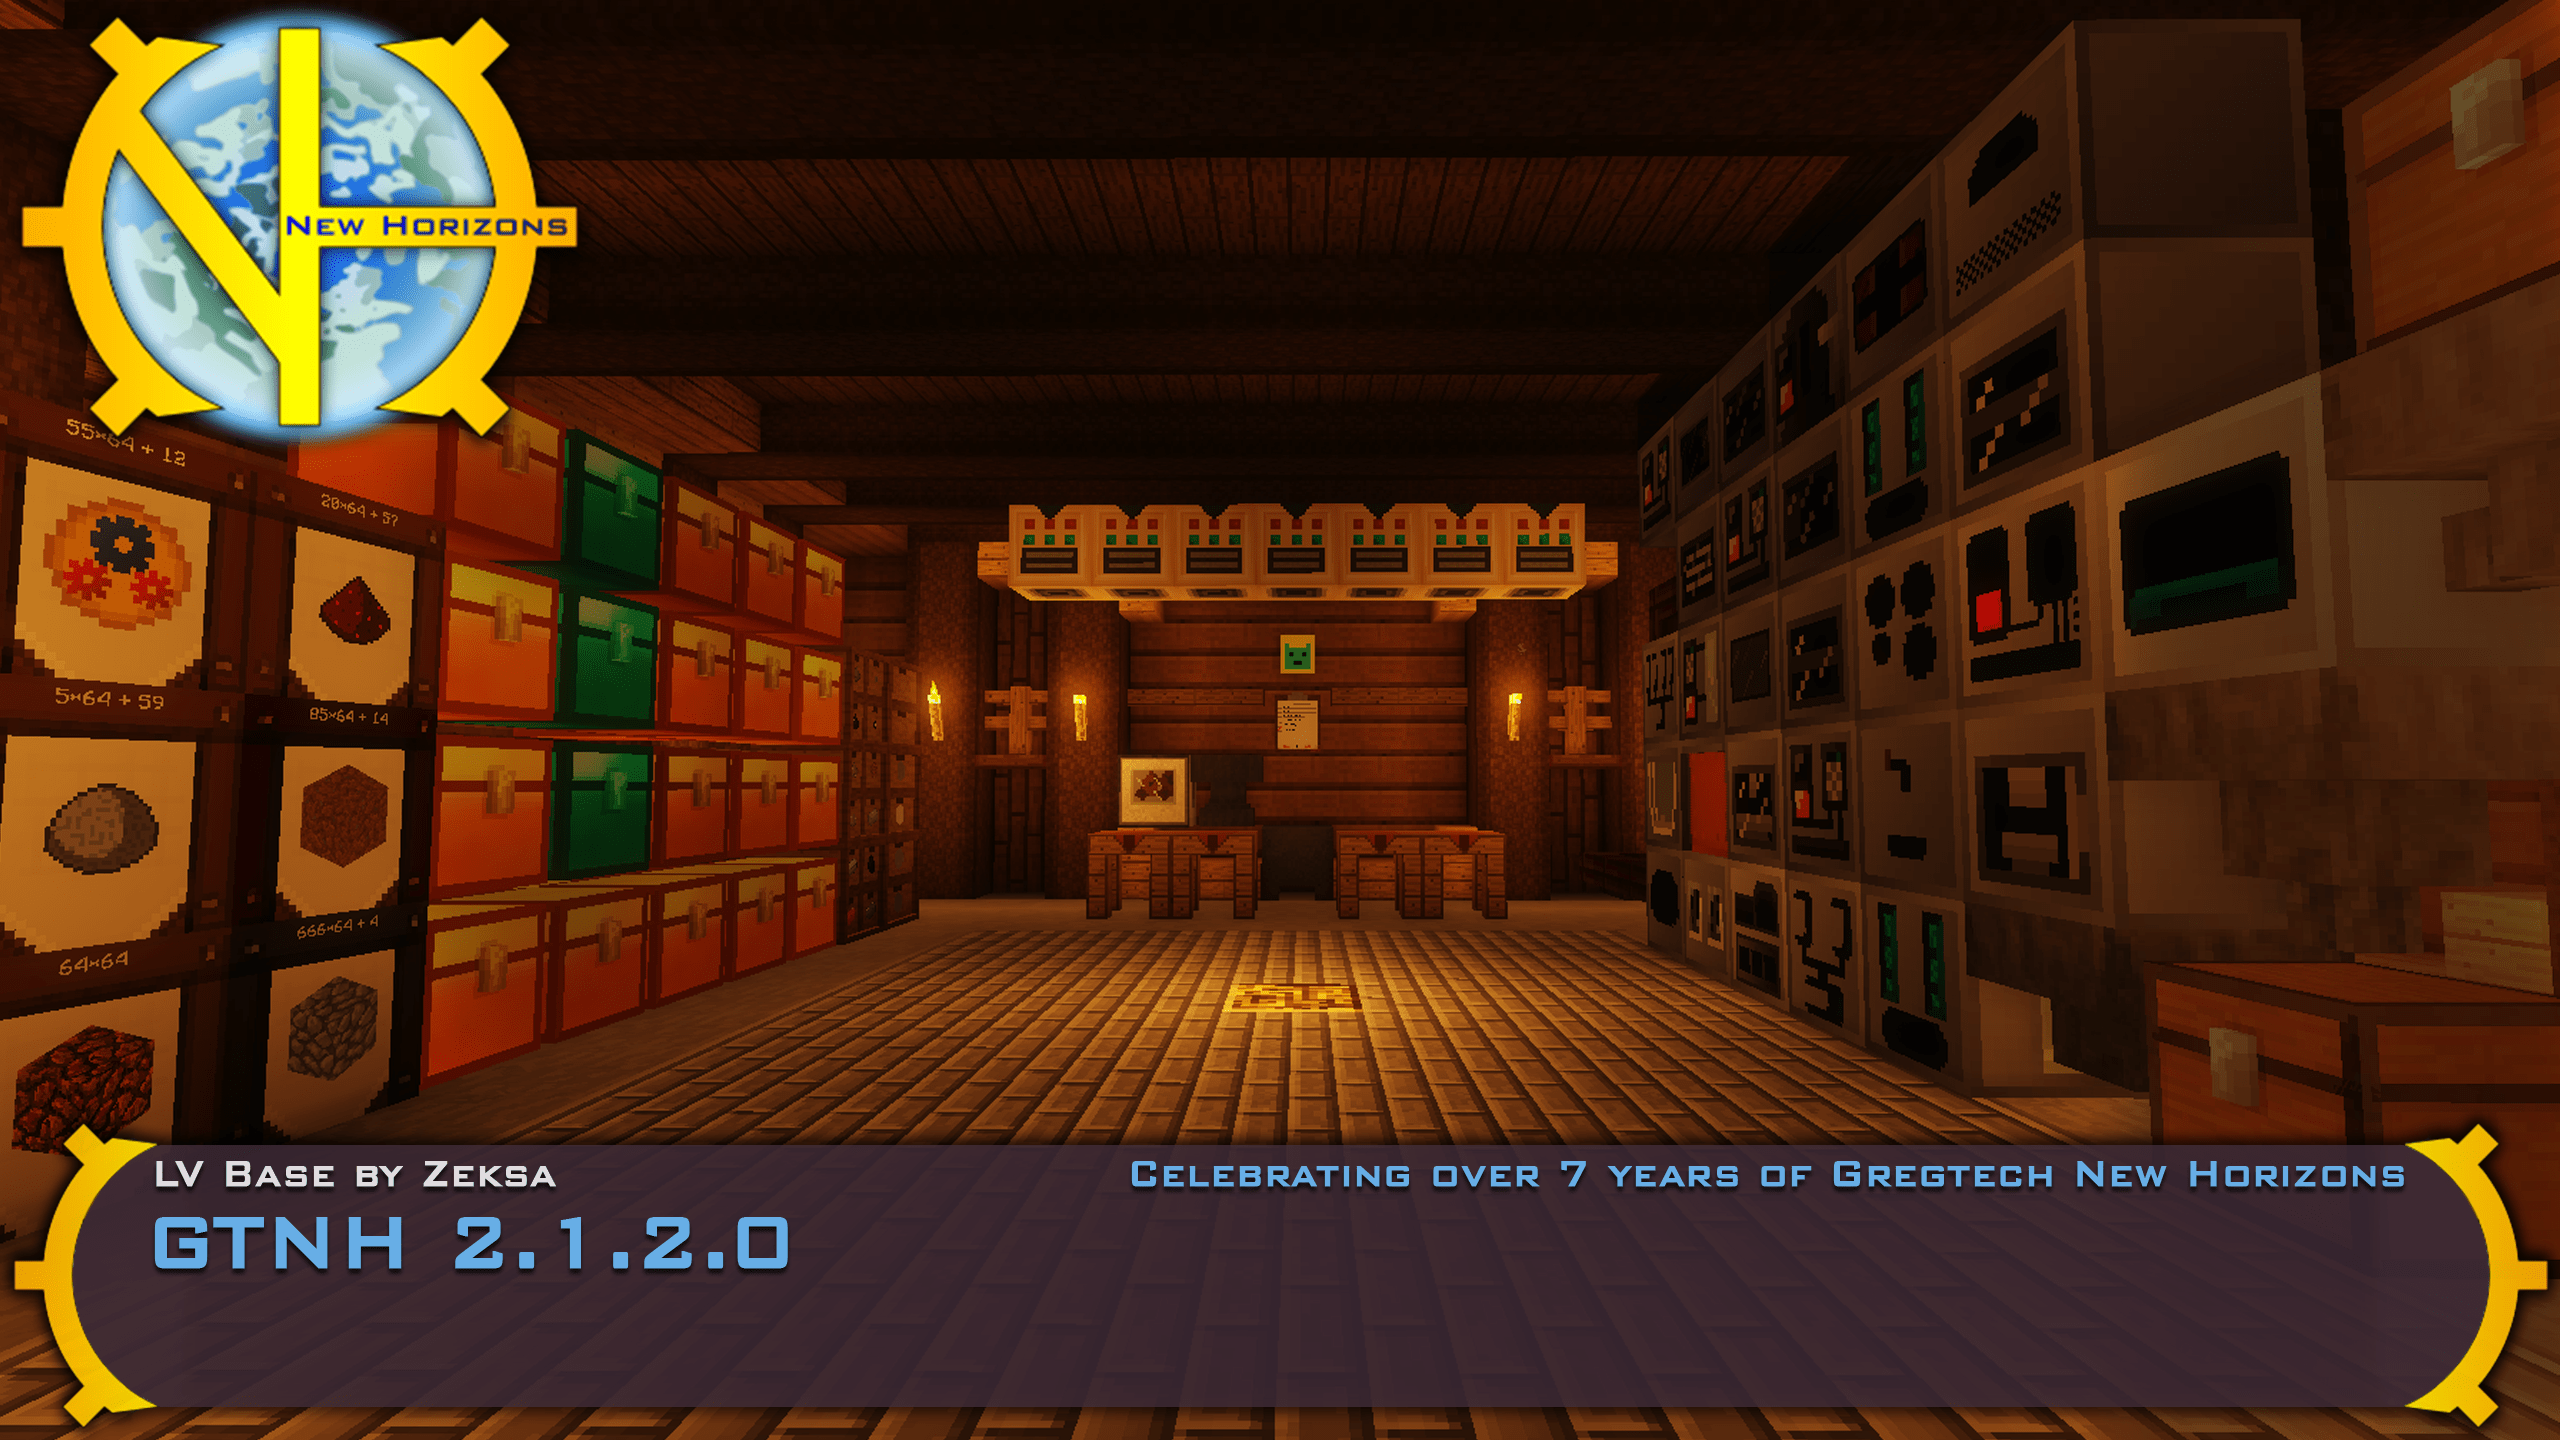 New Horizons
55×64 + 12
28×64 + 57
5×64 + 59
85×64 + 14
666×64 + 4
64×64
LV Base by Zeksa
Celebrating over 7 years of Gregtech New Horizons
GTNH 2.1.2.0